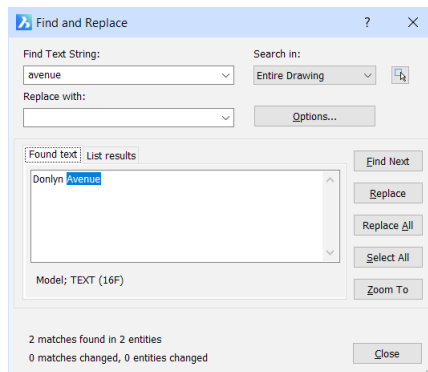 Find and Replace
?
Find Text String:
Search in:
avenue
Entire Drawing
Replace with:
Options...
Found text
List results
Find Next
Donlyn Avenue
Replace
Replace All
Select All
Model; TEXT (16F)
Zoom To
2 matches found in 2 entities
0 matches changed, 0 entities changed
Close